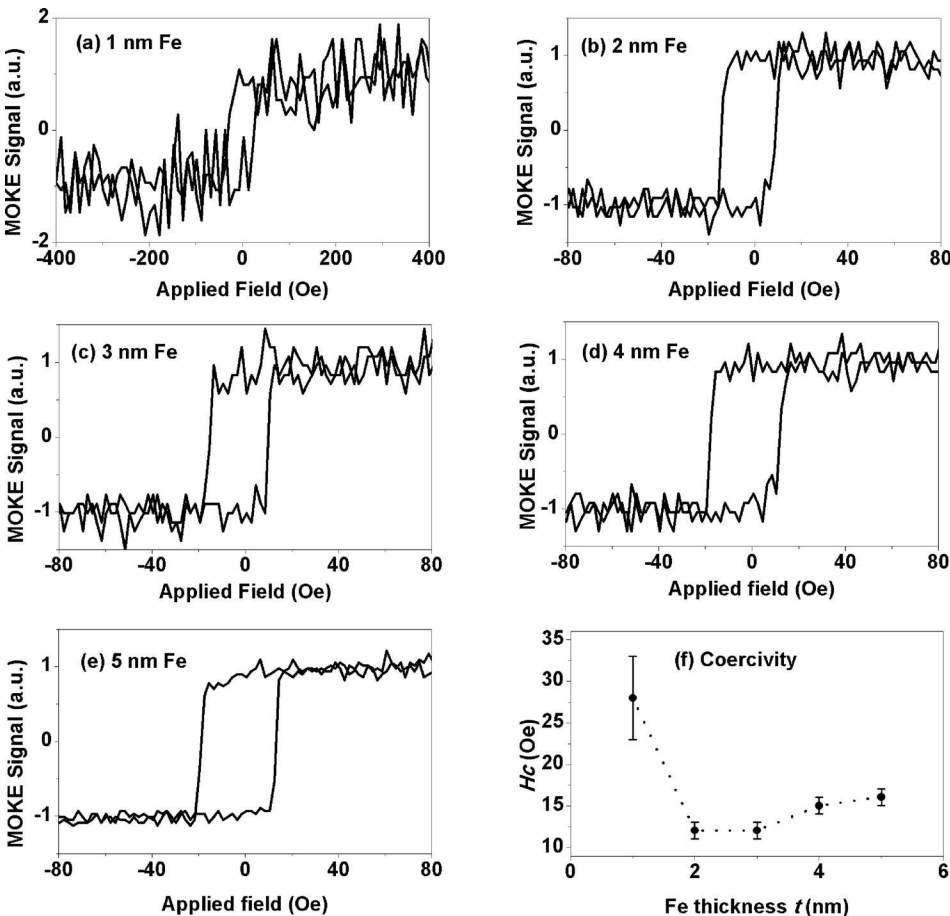 (a) 1 nm Fe
MOKE Signal (a.u.)
2
0
-2
-400 -200 0 200 400
Applied Field (Oe)
(b) 2 nm Fe
MOKE Signal (a.u.)
1
0
-1
-80 -40 0 40 80
Applied Field (Oe)
(c) 3 nm Fe
MOKE Signal (a.u.)
1
0
-1
-80 -40 0 40 80
Applied Field (Oe)
(d) 4 nm Fe
MOKE Signal (a.u.)
1
0
-1
-80 -40 0 40 80
Applied field (Oe)
(e) 5 nm Fe
MOKE Signal (a.u.)
1
0
-1
-80 -40 0 40 80
Applied field (Oe)
(f) Coercivity
Hc (Oe)
35
30
25
20
15
10
0 2 4 6
Fe thickness t (nm)